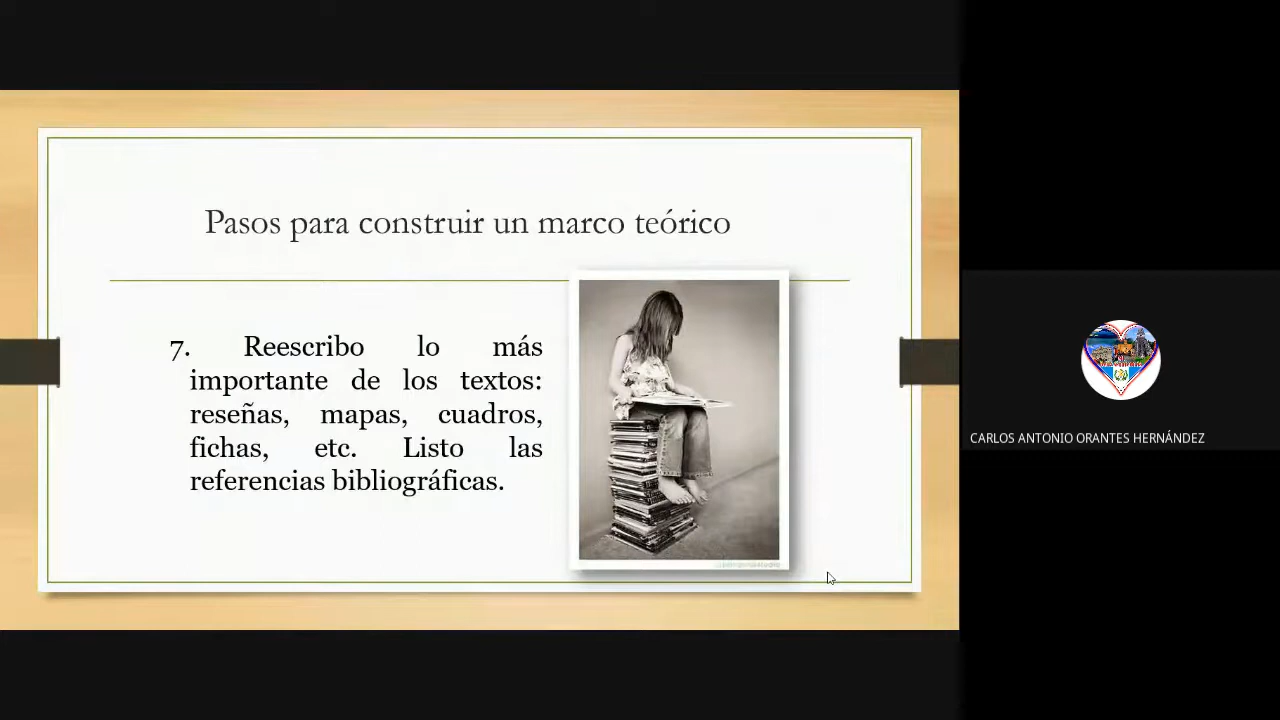 Pasos para construir un marco teórico
7. Reescribo lo más
importante de los textos:
reseñas, mapas, cuadros,
fichas, etc. Listo las
referencias bibliográficas.
CARLOS ANTONIO ORANTES HERNÁNDEZ